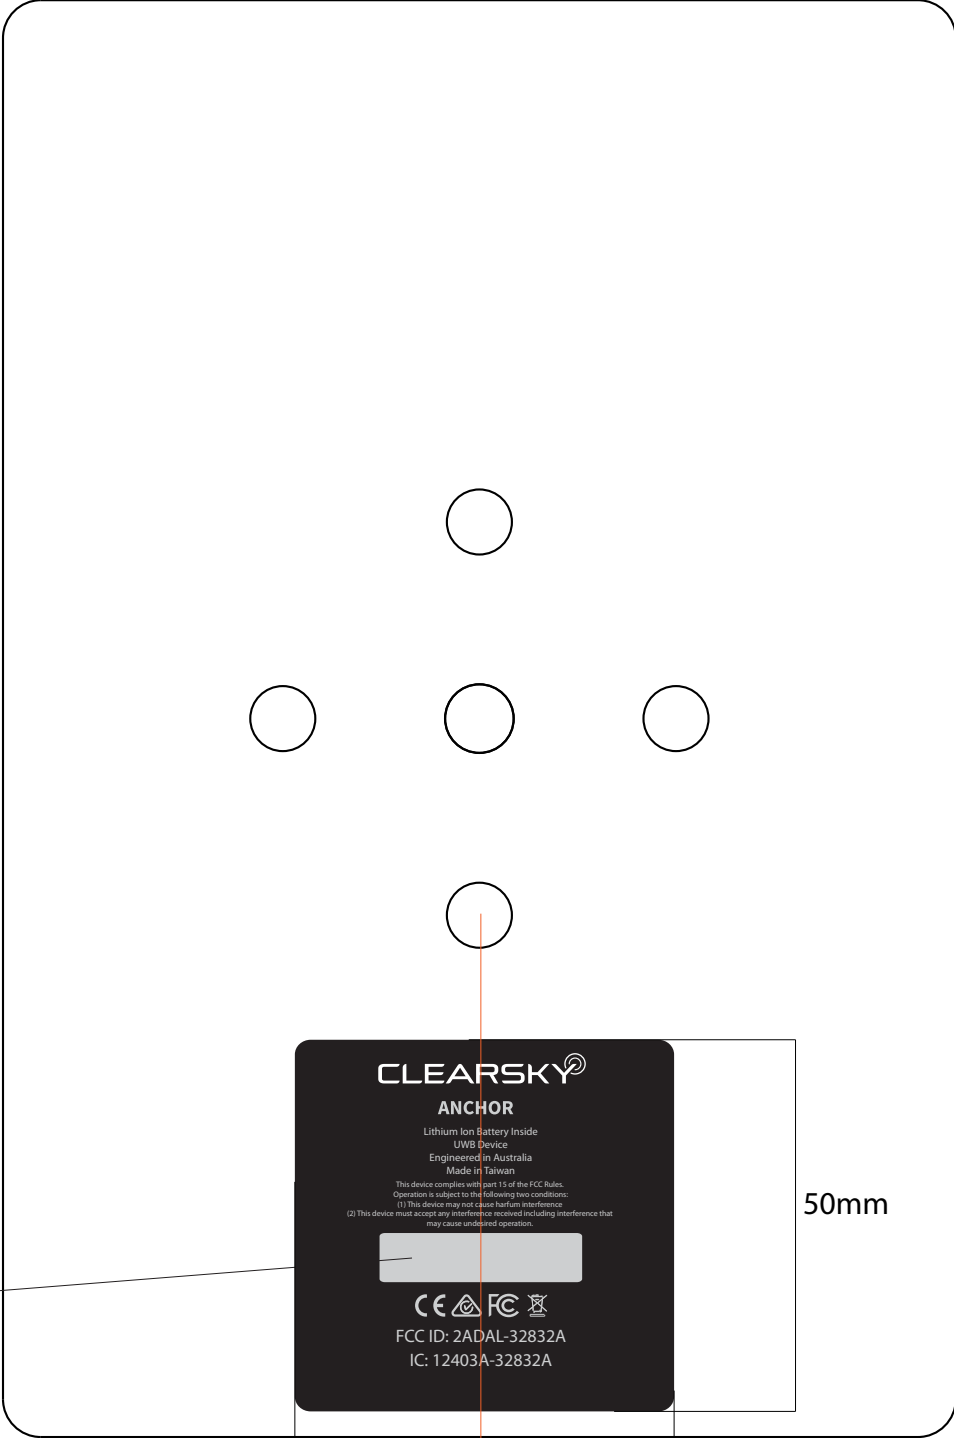 CLEARSKY
ANCHOR
Lithium Ion Battery Inside
UWB Device
Engineered in Australia
Made in Taiwan
This device complies with part 15 of the FCC Rules.
Operation is subject to the following two conditions:
(1) This device may not cause harfum interference
(2) This device must accept any interference received including interference that
may cause undesired operation.
50mm
CE FC
FCC ID: 2ADAL-32832A
IC: 12403A-32832A